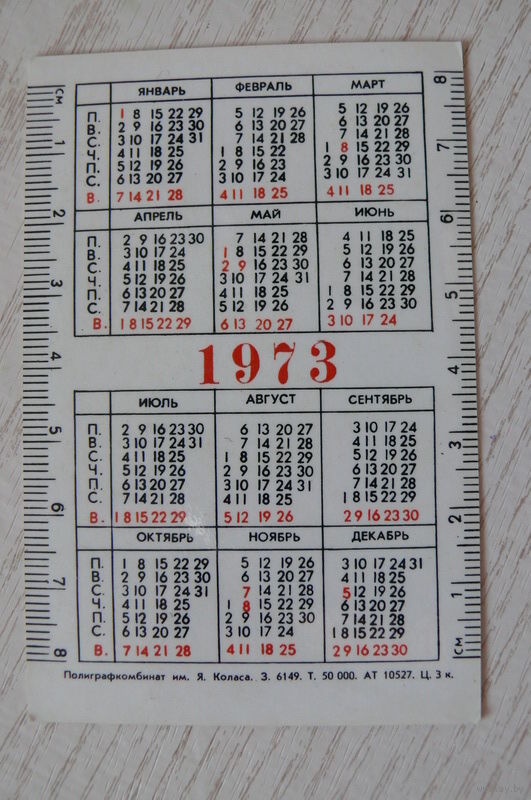 ЯНВАРЬ ФЕВРАЛЬ МАРТ
П. 1 8 15 22 29 5 12 19 26 5 12 19 26
В. 2 9 16 23 30 6 13 20 27 6 13 20 27
С. 3 10 17 24 31 7 14 21 28 7 14 21 28
Ч. 4 11 18 25 1 8 15 22 1 8 15 22 29
П. 5 12 19 26 2 9 16 23 2 9 16 23 30
С. 6 13 20 27 3 10 17 24 3 10 17 24 31
В. 7 14 21 28 4 11 18 25 4 11 18 25
АПРЕЛЬ МАЙ ИЮНЬ
П. 2 9 16 23 30 7 14 21 28 4 11 18 25
В. 3 10 17 24 1 8 15 22 29 5 12 19 26
С. 4 11 18 25 2 9 16 23 30 6 13 20 27
Ч. 5 12 19 26 3 10 17 24 31 7 14 21 28
П. 6 13 20 27 4 11 18 25 1 8 15 22 29
С. 7 14 21 28 5 12 19 26 2 9 16 23 30
В. 1 8 15 22 29 6 13 20 27 3 10 17 24
1973
ИЮЛЬ АВГУСТ СЕНТЯБРЬ
П. 2 9 16 23 30 6 13 20 27 3 10 17 24
В. 3 10 17 24 31 7 14 21 28 4 11 18 25
С. 4 11 18 25 1 8 15 22 29 5 12 19 26
Ч. 5 12 19 26 2 9 16 23 30 6 13 20 27
П. 6 13 20 27 3 10 17 24 31 7 14 21 28
С. 7 14 21 28 4 11 18 25 1 8 15 22 29
В. 1 8 15 22 29 5 12 19 26 2 9 16 23 30
ОКТЯБРЬ НОЯБРЬ ДЕКАБРЬ
П. 1 8 15 22 29 5 12 19 26 3 10 17 24 31
В. 2 9 16 23 30 6 13 20 27 4 11 18 25
С. 3 10 17 24 31 7 14 21 28 5 12 19 26
Ч. 4 11 18 25 1 8 15 22 29 6 13 20 27
П. 5 12 19 26 2 9 16 23 30 7 14 21 28
С. 6 13 20 27 3 10 17 24 1 8 15 22 29
В. 7 14 21 28 4 11 18 25 2 9 16 23 30
Полиграфкомбинат им. Я. Коласа. З. 6149. Т. 50 000. АТ 10527. Ц. 3 к.
см
1
2
3
4
5
6
7
8
8
7
6
5
4
3
2
1
см